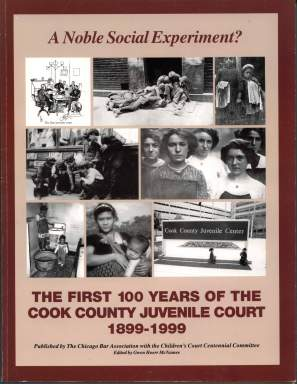 A Noble Social Experiment?
Cook County Juvenile Center
THE FIRST 100 YEARS OF THE
COOK COUNTY JUVENILE COURT
1899-1999
Published by The Chicago Bar Association with the Children's Court Centennial Committee
Edited by Gwen Hoerr McNamee